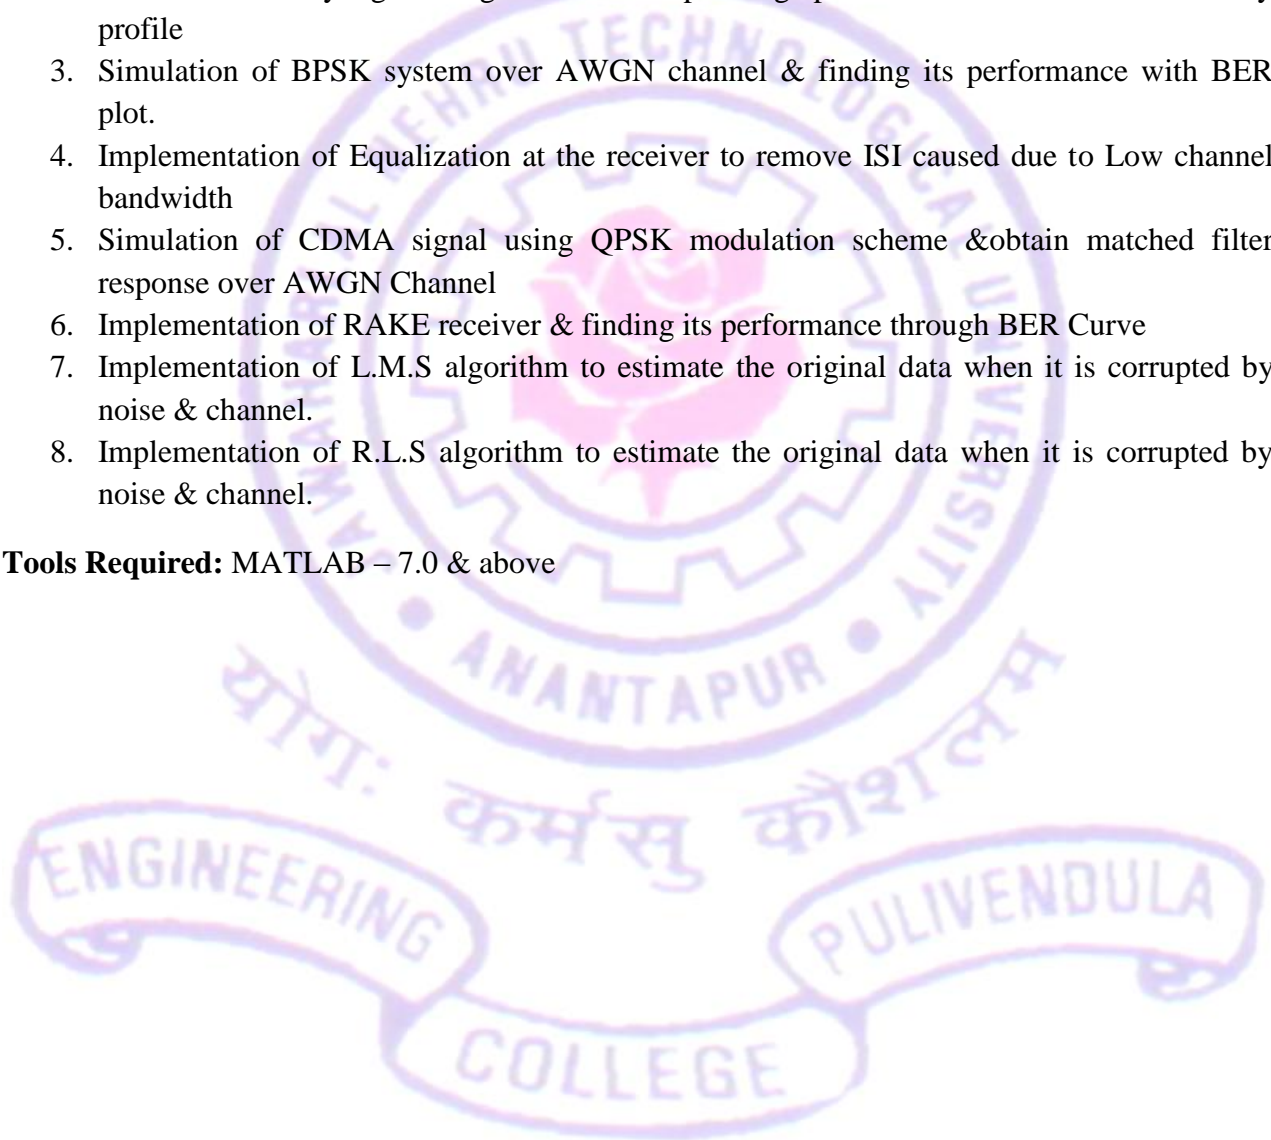 profile
3. Simulation of BPSK system over AWGN channel & finding its performance with BER
plot.
4. Implementation of Equalization at the receiver to remove ISI caused due to Low channel
bandwidth
5. Simulation of CDMA signal using QPSK modulation scheme &obtain matched filter
response over AWGN Channel
6. Implementation of RAKE receiver & finding its performance through BER Curve
7. Implementation of L.M.S algorithm to estimate the original data when it is corrupted by
noise & channel.
8. Implementation of R.L.S algorithm to estimate the original data when it is corrupted by
noise & channel.
Tools Required: MATLAB – 7.0 & above
JAWAHARLAL NEHRU TECHNOLOGICAL UNIVERSITY
• ANANTAPUR •
योगः कर्मसु कौशलम
ENGINEERING
COLLEGE
PULIVENDULA